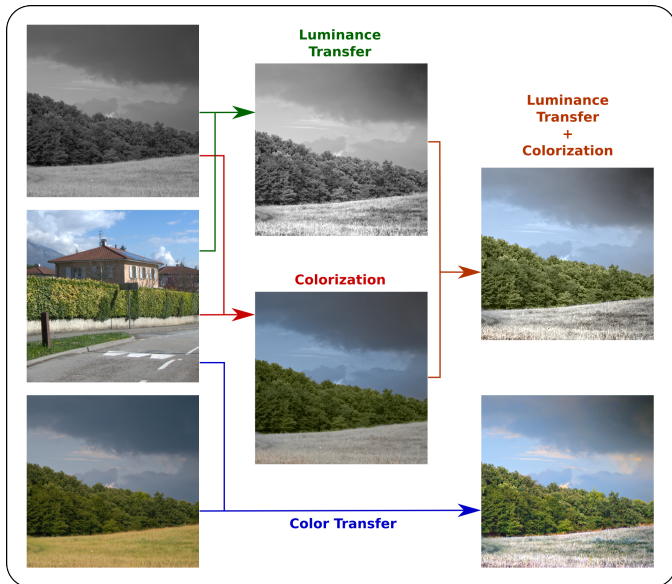 Luminance
Transfer
Luminance
Transfer
+
Colorization
Colorization
Color Transfer